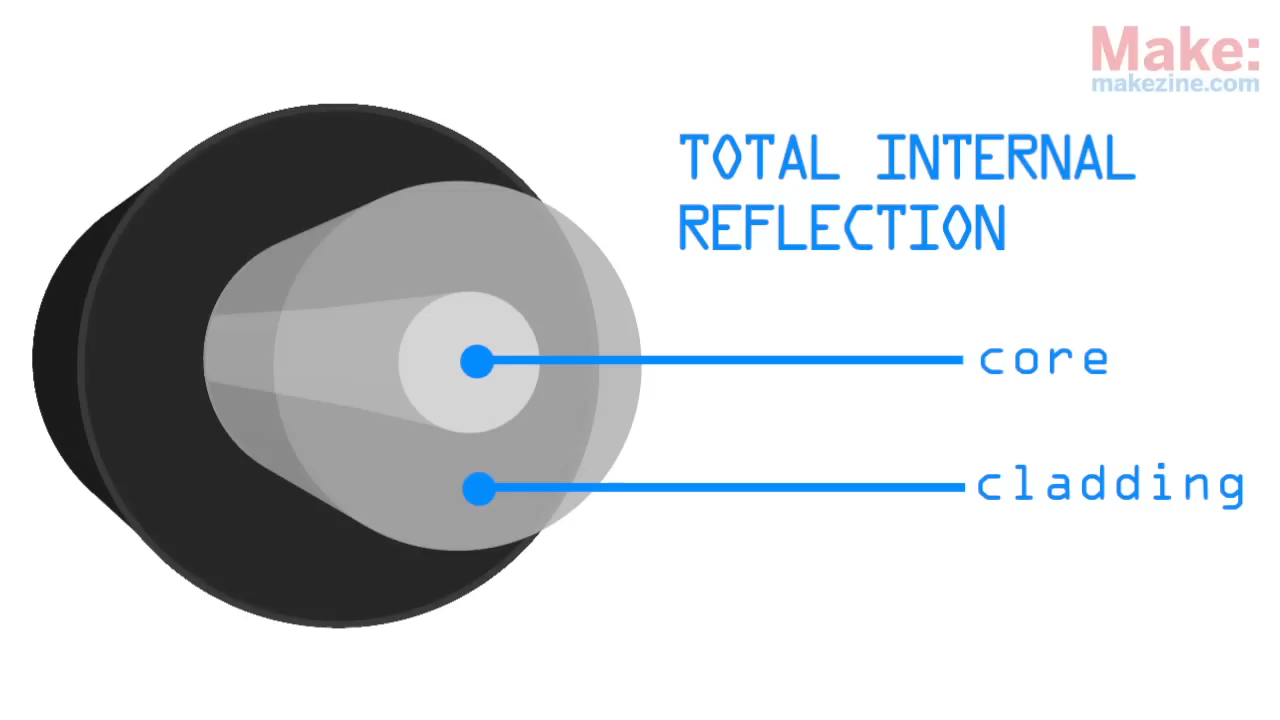 Make:
makezine.com
TOTAL INTERNAL
REFLECTION
core
cladding